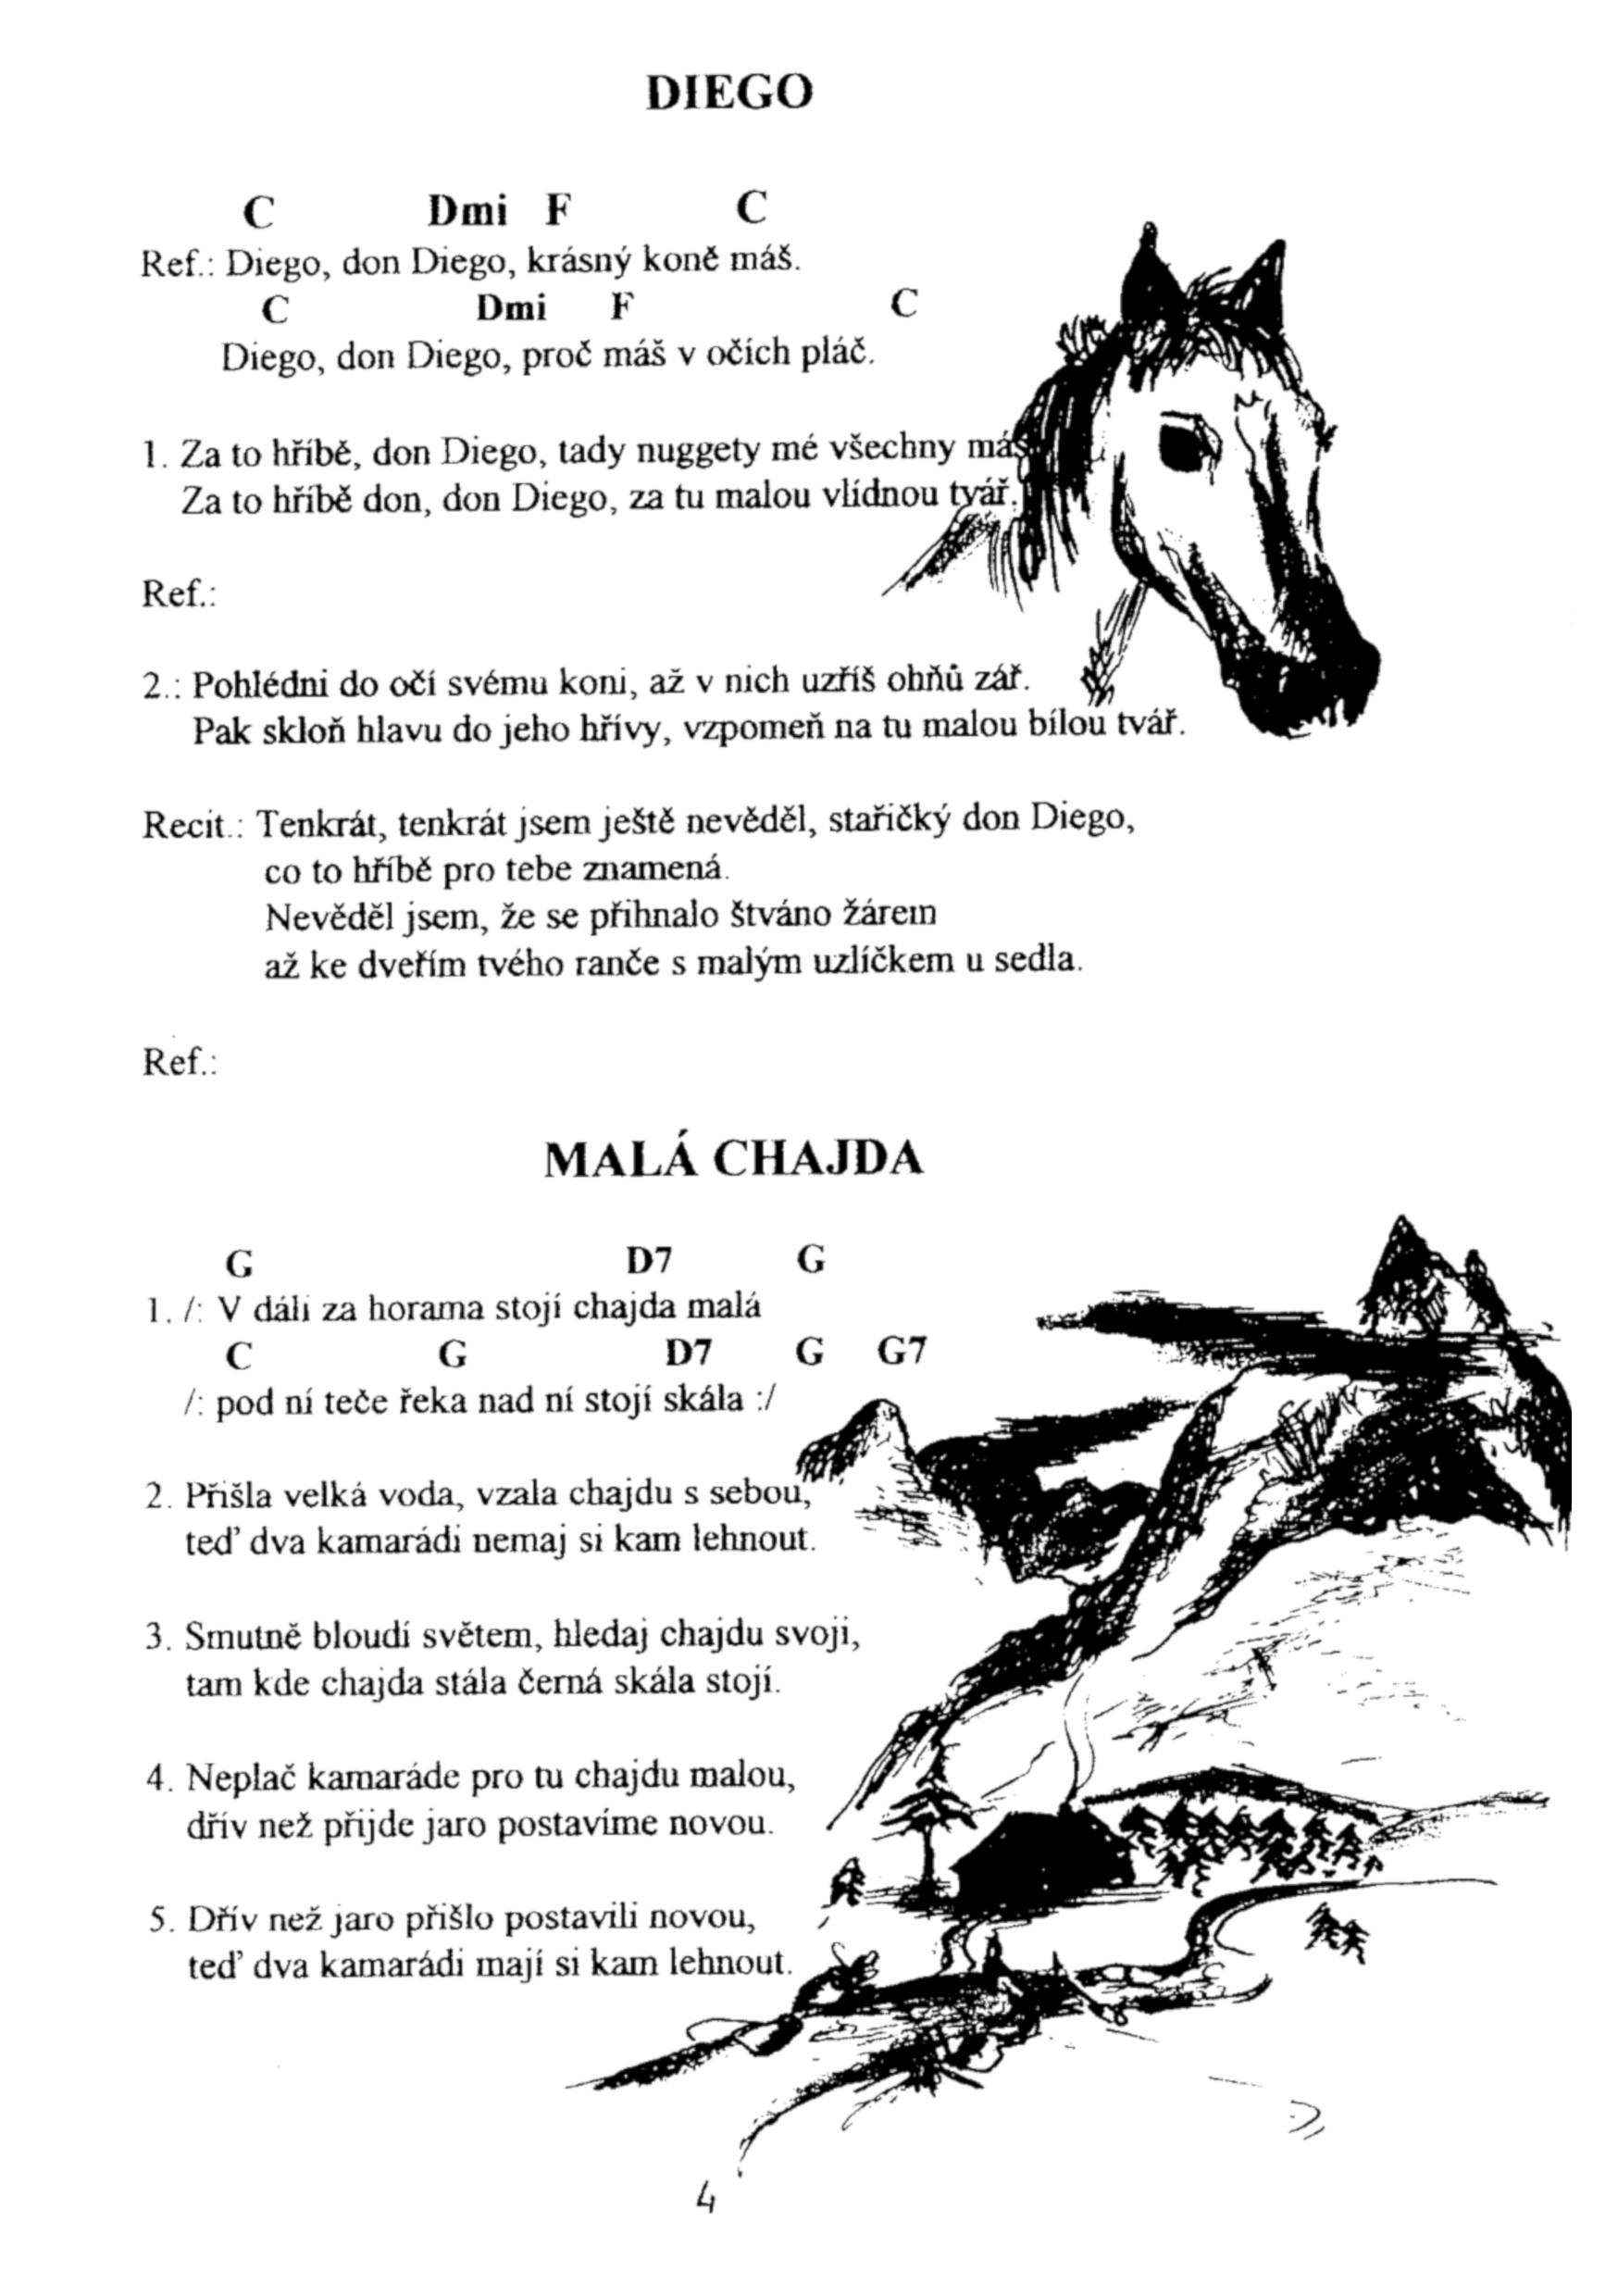 DIEGO
C Dmi F C
Ref.: Diego, don Diego, krásný koně máš.
C Dmi F C
Diego, don Diego, proč máš v očích pláč.
1. Za to hříbě, don Diego, tady nuggety mé všechny máš
Za to hříbě don, don Diego, za tu malou vlídnou tvář.
Ref.:
2.: Pohlédni do očí svému koni, až v nich uzříš ohňů zář.
Pak skloň hlavu do jeho hřívy, vzpomeň na tu malou bílou tvář.
Recit.: Tenkrát, tenkrát jsem ještě nevěděl, stařičký don Diego,
co to hříbě pro tebe znamená.
Nevěděl jsem, že se přihnalo štváno žárem
až ke dveřím tvého ranče s malým uzlíčkem u sedla.
Ref.:
MALÁ CHAJDA
G D7 G
1. /: V dáli za horama stojí chajda malá
C G D7 G G7
/: pod ní teče řeka nad ní stojí skála :/
2. Přišla velká voda, vzala chajdu s sebou,
teď dva kamarádi nemaj si kam lehnout.
3. Smutně bloudí světem, hledaj chajdu svoji,
tam kde chajda stála černá skála stojí.
4. Neplač kamaráde pro tu chajdu malou,
dřív než přijde jaro postavíme novou.
5. Dřív než jaro přišlo postavili novou,
teď dva kamarádi mají si kam lehnout.
4